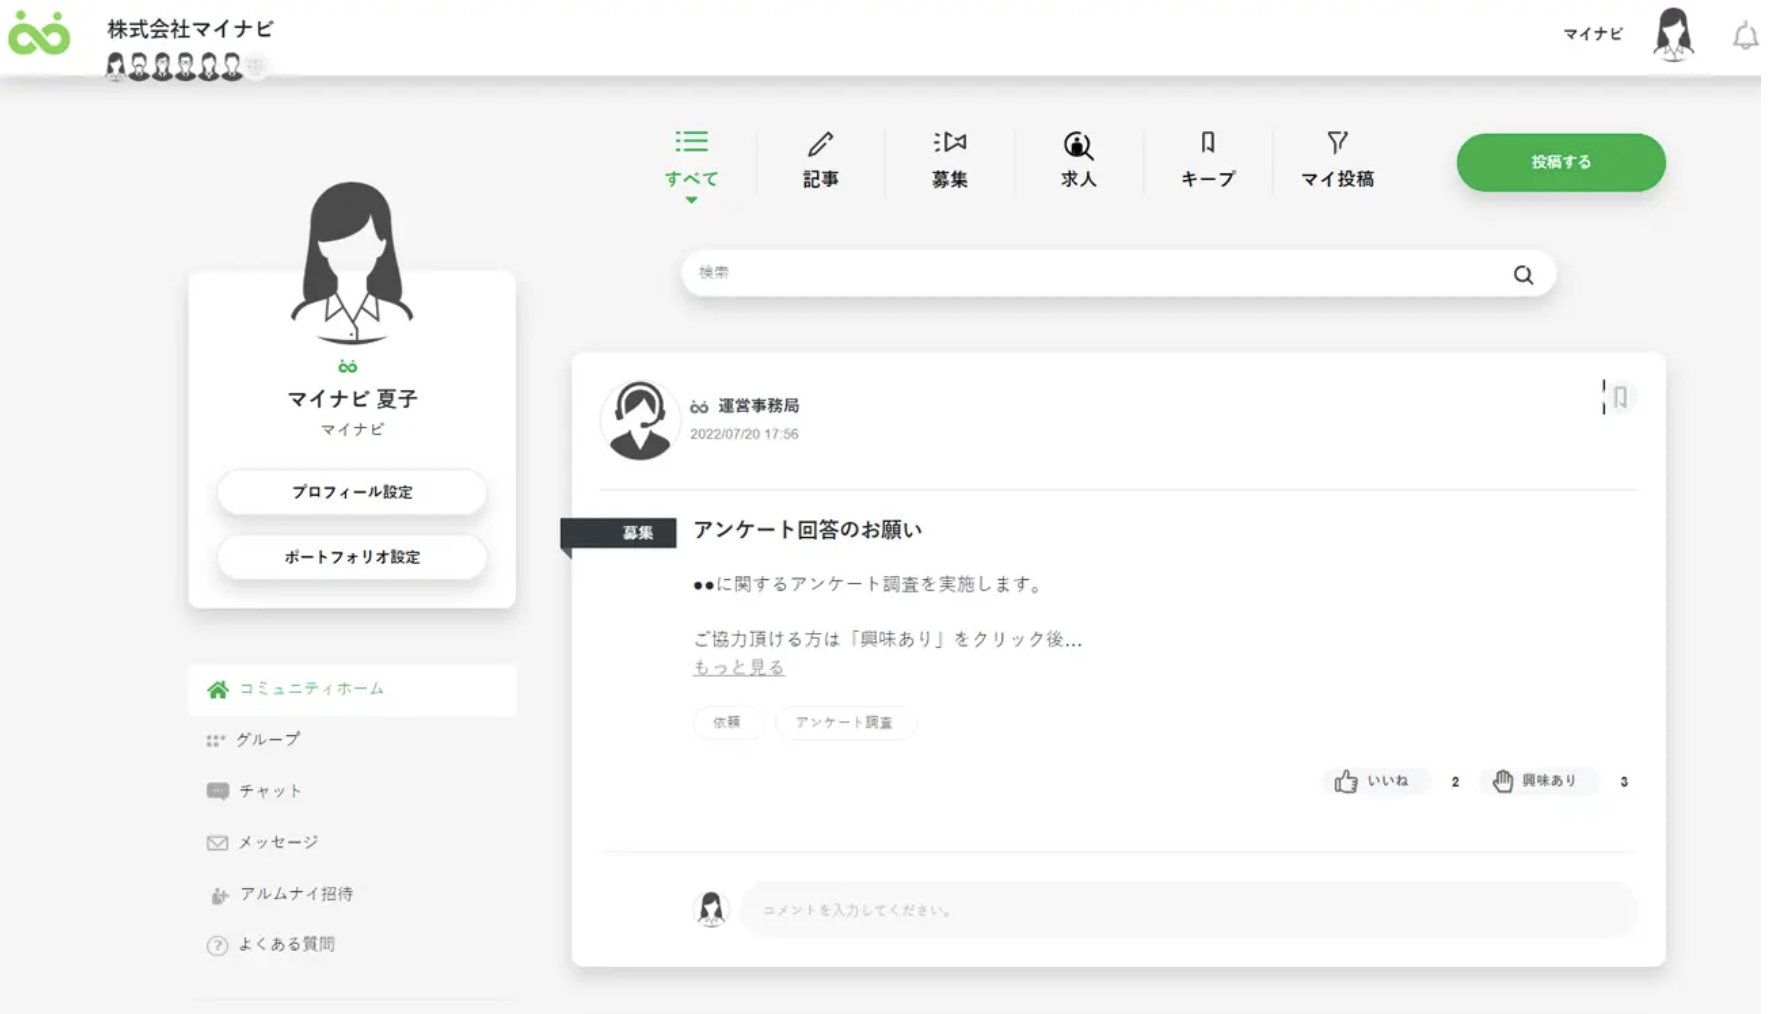 株式会社マイナビ
マイナビ
すべて
記事
募集
求人
キープ
マイ投稿
投稿する
検索
マイナビ 夏子
マイナビ
プロフィール設定
ポートフォリオ設定
コミュニティホーム
グループ
チャット
メッセージ
アルムナイ招待
よくある質問
運営事務局
2022/07/20 17:56
募集 アンケート回答のお願い
●●に関するアンケート調査を実施します。
ご協力頂ける方は「興味あり」をクリック後...
もっと見る
依頼 アンケート調査
いいね 2 興味あり 3
コメントを入力してください。